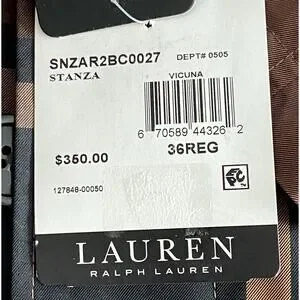 SNZAR2BC0027 DEPT# 0505
STANZA VICUNA
6 70589 44326 2
$350.00 36REG
127848-00050
LAUREN
RALPH LAUREN